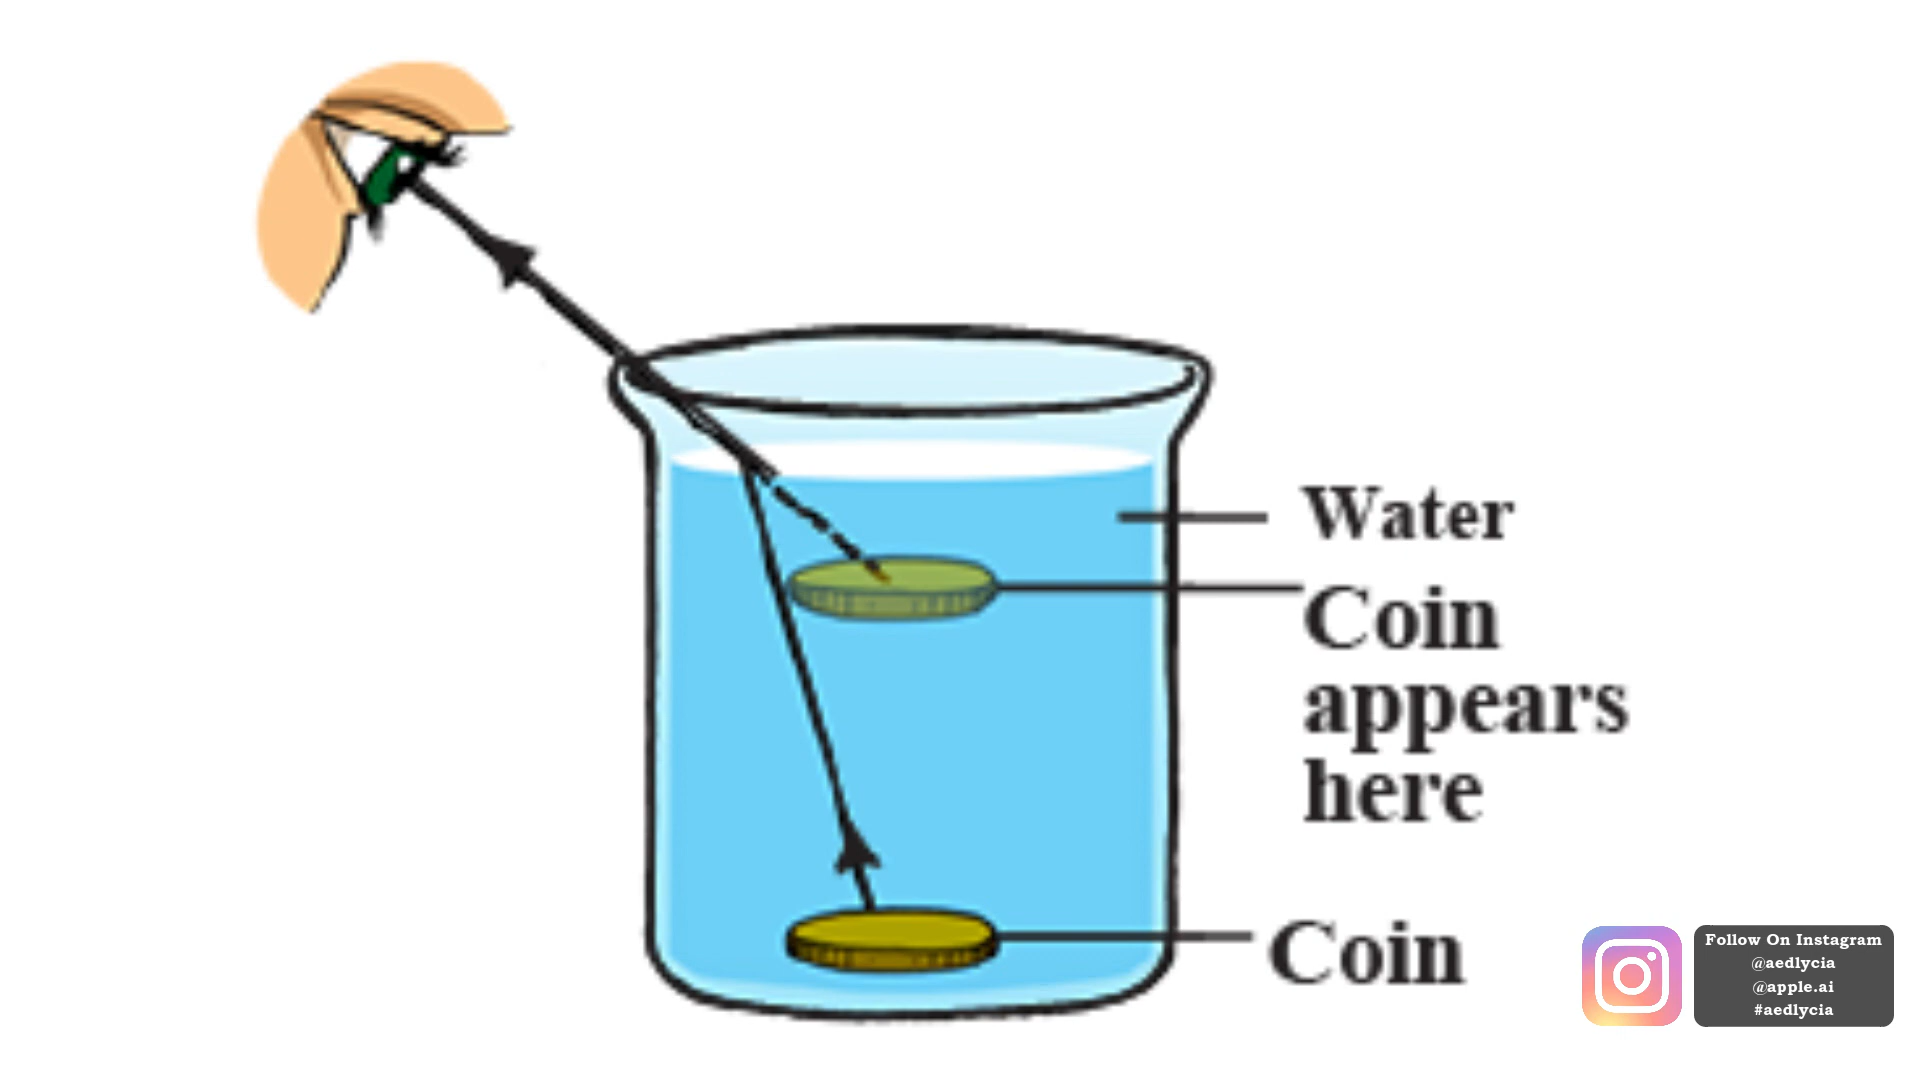 Water
Coin
appears
here
Coin
Follow On Instagram
@aedlycia
@apple.ai
#aedlycia